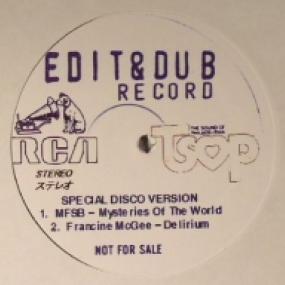 EDIT&DUB
RECORD
RCA
THE SOUND OF
PHILADELPHIA
TSOP
STEREO
ステレオ
SPECIAL DISCO VERSION
1. MFSB – Mysteries Of The World
2. Francine McGee – Delirium
NOT FOR SALE